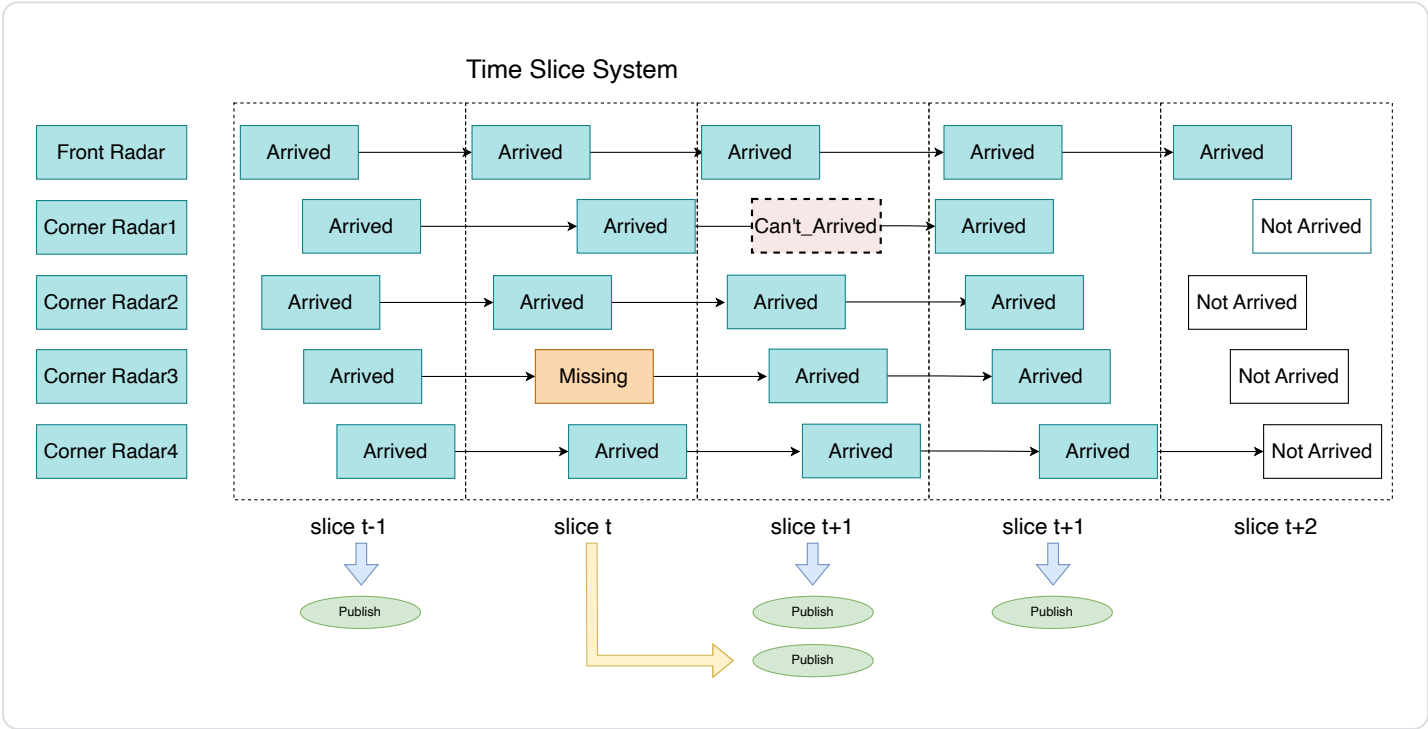 Time Slice System
Front Radar Arrived Arrived Arrived Arrived Arrived
Corner Radar1 Arrived Arrived Can't_Arrived Arrived Not Arrived
Corner Radar2 Arrived Arrived Arrived Arrived Not Arrived
Corner Radar3 Arrived Missing Arrived Arrived Not Arrived
Corner Radar4 Arrived Arrived Arrived Arrived Not Arrived
slice t-1 slice t slice t+1 slice t+1 slice t+2
Publish Publish Publish
Publish